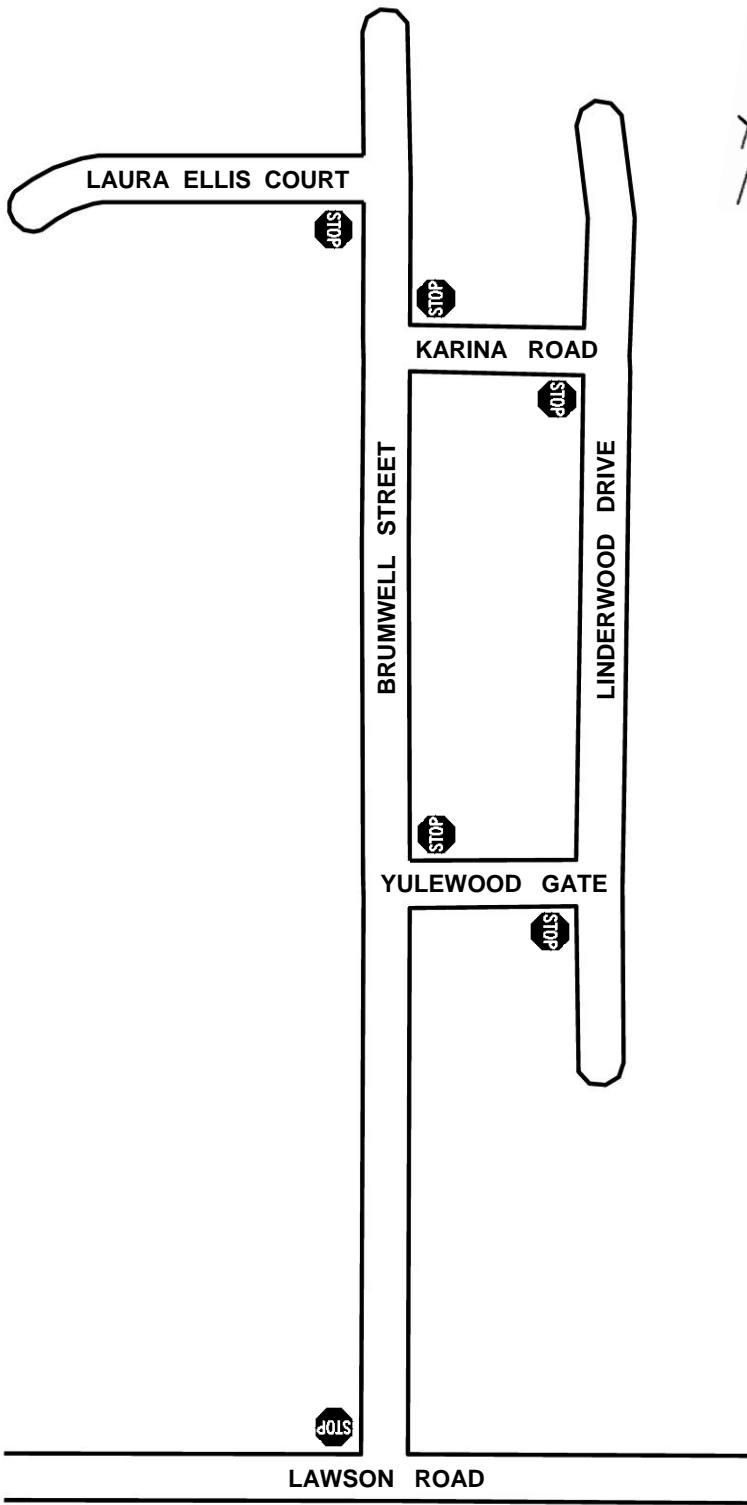 LAURA ELLIS COURT
STOP
STOP
KARINA ROAD
STOP
BRUMWELL STREET
LINDERWOOD DRIVE
STOP
YULEWOOD GATE
STOP
STOP
LAWSON ROAD